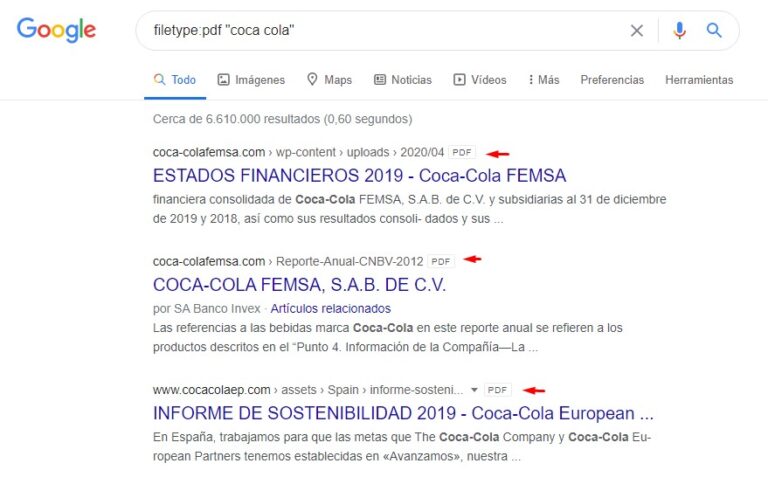 Google
filetype:pdf "coca cola"
Todo Imágenes Maps Noticias Vídeos Más Preferencias Herramientas
Cerca de 6.610.000 resultados (0,60 segundos)
coca-colafemsa.com › wp-content › uploads › 2020/04 PDF
ESTADOS FINANCIEROS 2019 - Coca-Cola FEMSA
financiera consolidada de Coca-Cola FEMSA, S.A.B. de C.V. y subsidiarias al 31 de diciembre
de 2019 y 2018, así como sus resultados consoli- dados y sus ...
coca-colafemsa.com › Reporte-Anual-CNBV-2012 PDF
COCA-COLA FEMSA, S.A.B. DE C.V.
por SA Banco Invex · Artículos relacionados
Las referencias a las bebidas marca Coca-Cola en este reporte anual se refieren a los
productos descritos en el “Punto 4. Información de la Compañía—La ...
www.cocacolaep.com › assets › Spain › informe-sosteni... PDF
INFORME DE SOSTENIBILIDAD 2019 - Coca-Cola European ...
En España, trabajamos para que las metas que The Coca-Cola Company y Coca-Cola Eu-
ropean Partners tenemos establecidas en «Avanzamos», nuestra ...